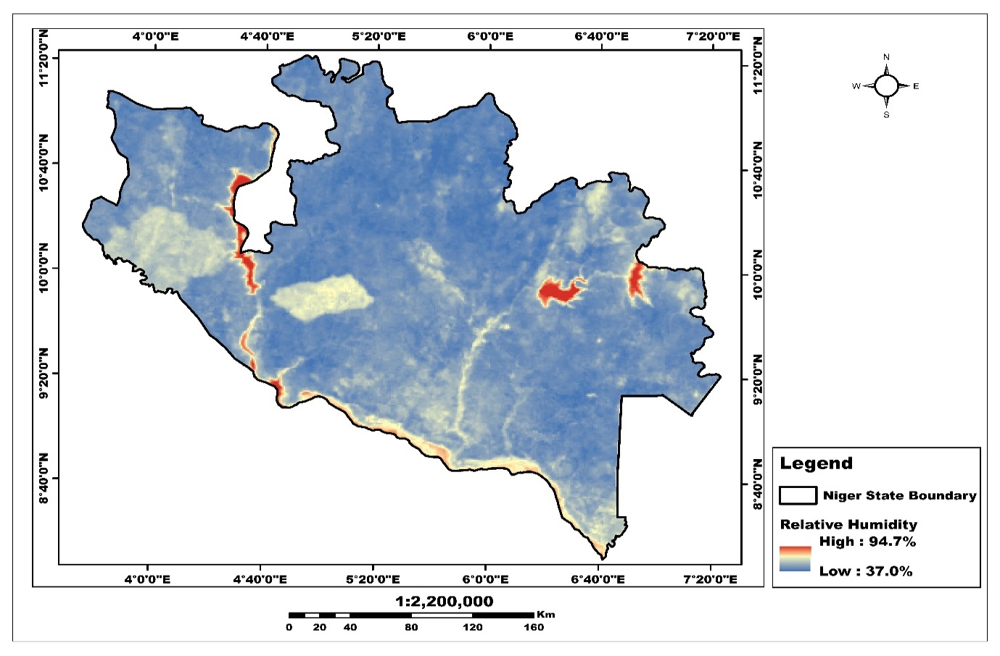 4°0'0"E 4°40'0"E 5°20'0"E 6°0'0"E 6°40'0"E 7°20'0"E
11°20'0"N
10°40'0"N
10°0'0"N
9°20'0"N
8°40'0"N
11°20'0"N
10°40'0"N
10°0'0"N
9°20'0"N
8°40'0"N
4°0'0"E 4°40'0"E 5°20'0"E 6°0'0"E 6°40'0"E 7°20'0"E
N
W E
S
Legend
Niger State Boundary
Relative Humidity
High : 94.7%
Low : 37.0%
1:2,200,000
Km
0 20 40 80 120 160